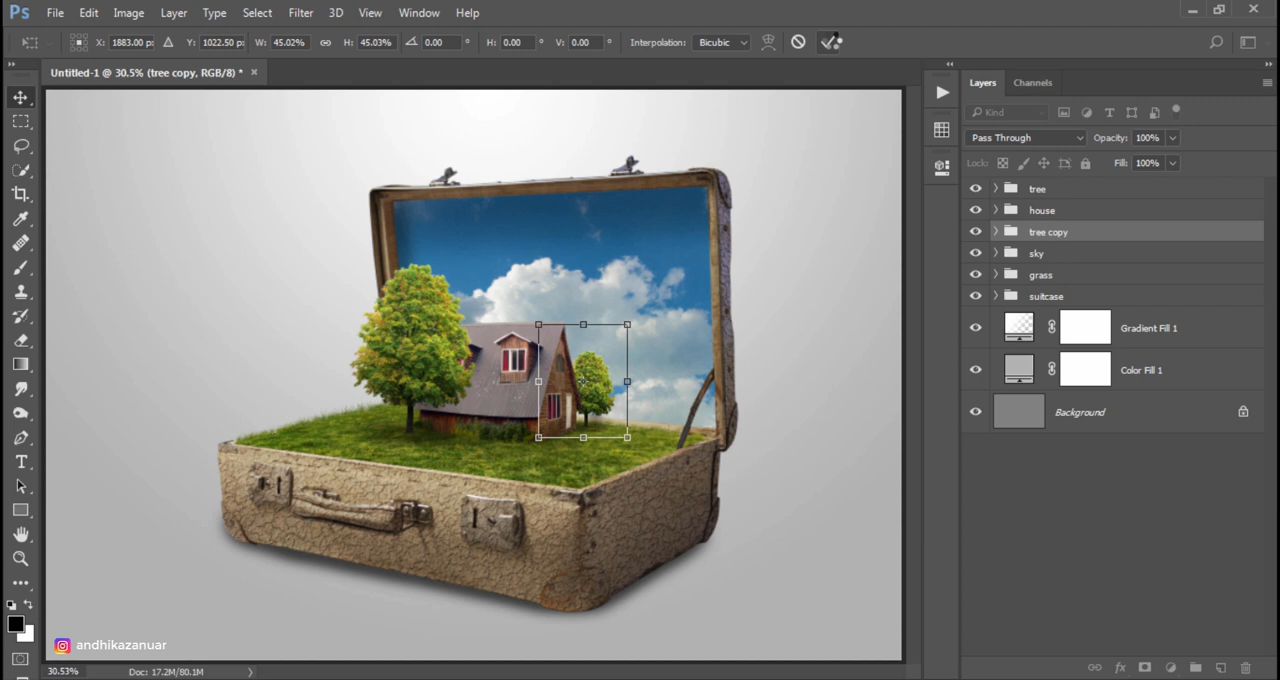 Ps File Edit Image Layer Type Select Filter 3D View Window Help
X: 1883.00 p: Y: 1022.50 p: W: 45.02% H: 45.03% 0.00 ° H: 0.00 ° V: 0.00 ° Interpolation: Bicubic
Untitled-1 @ 30.5% (tree copy, RGB/8) * ×
Layers Channels
Kind
Pass Through Opacity: 100%
Lock: Fill: 100%
tree
house
tree copy
sky
grass
suitcase
Gradient Fill 1
Color Fill 1
Background
andhikazanuar
30.53% Doc: 17.2M/80.1M